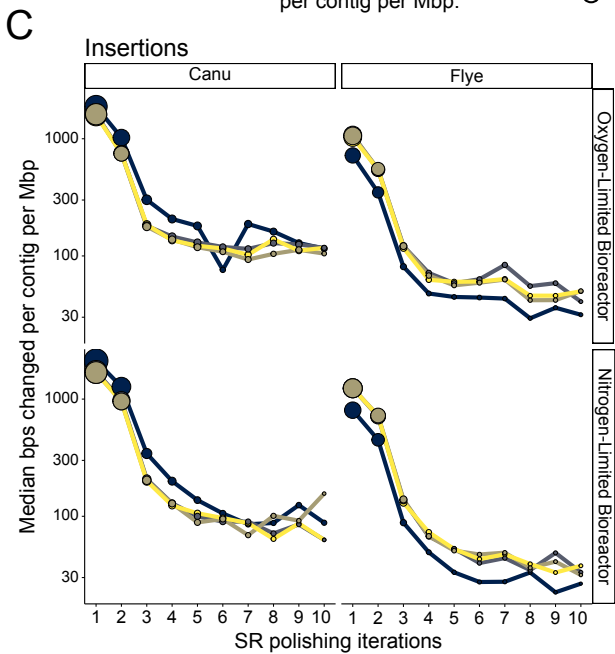 per contig per Mbp.
C
Insertions
Canu
Flye
1000
300
100
30
Oxygen-Limited Bioreactor
1000
300
100
30
Nitrogen-Limited Bioreactor
Median bps changed per contig per Mbp
1 2 3 4 5 6 7 8 9 10
1 2 3 4 5 6 7 8 9 10
SR polishing iterations